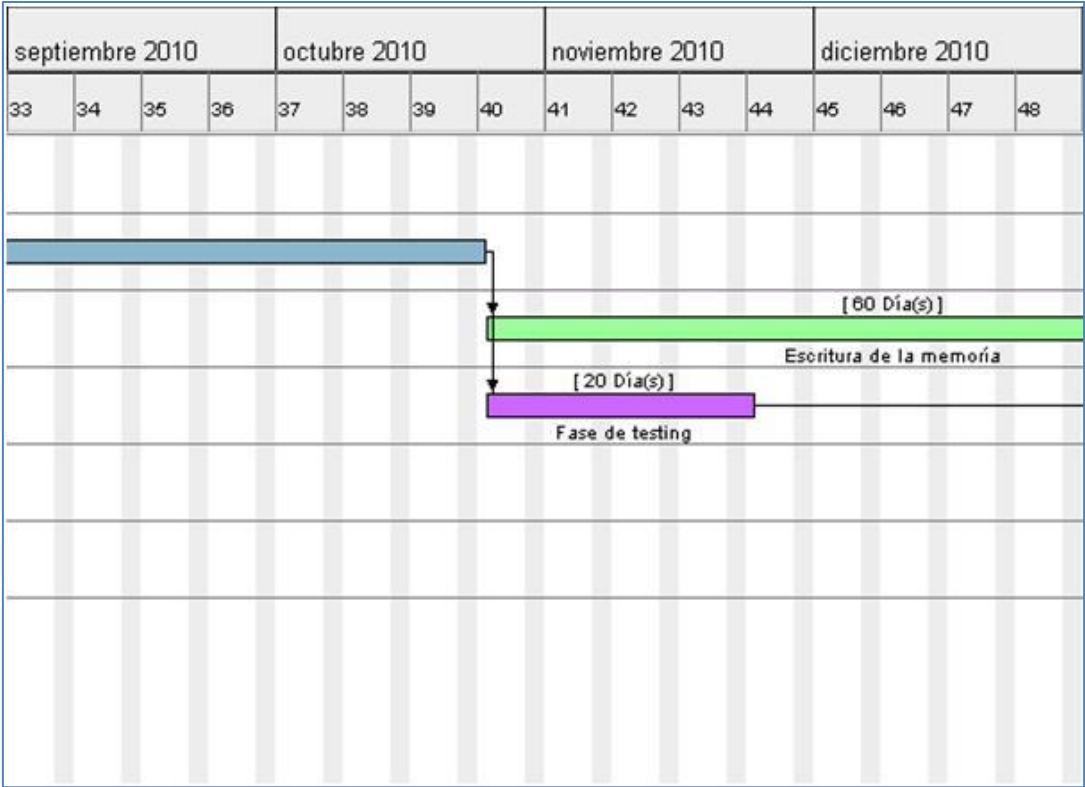 septiembre 2010 octubre 2010 noviembre 2010 diciembre 2010
33 34 35 36 37 38 39 40 41 42 43 44 45 46 47 48
[ 60 Día(s) ]
Escritura de la memoría
[ 20 Día(s) ]
Fase de testing